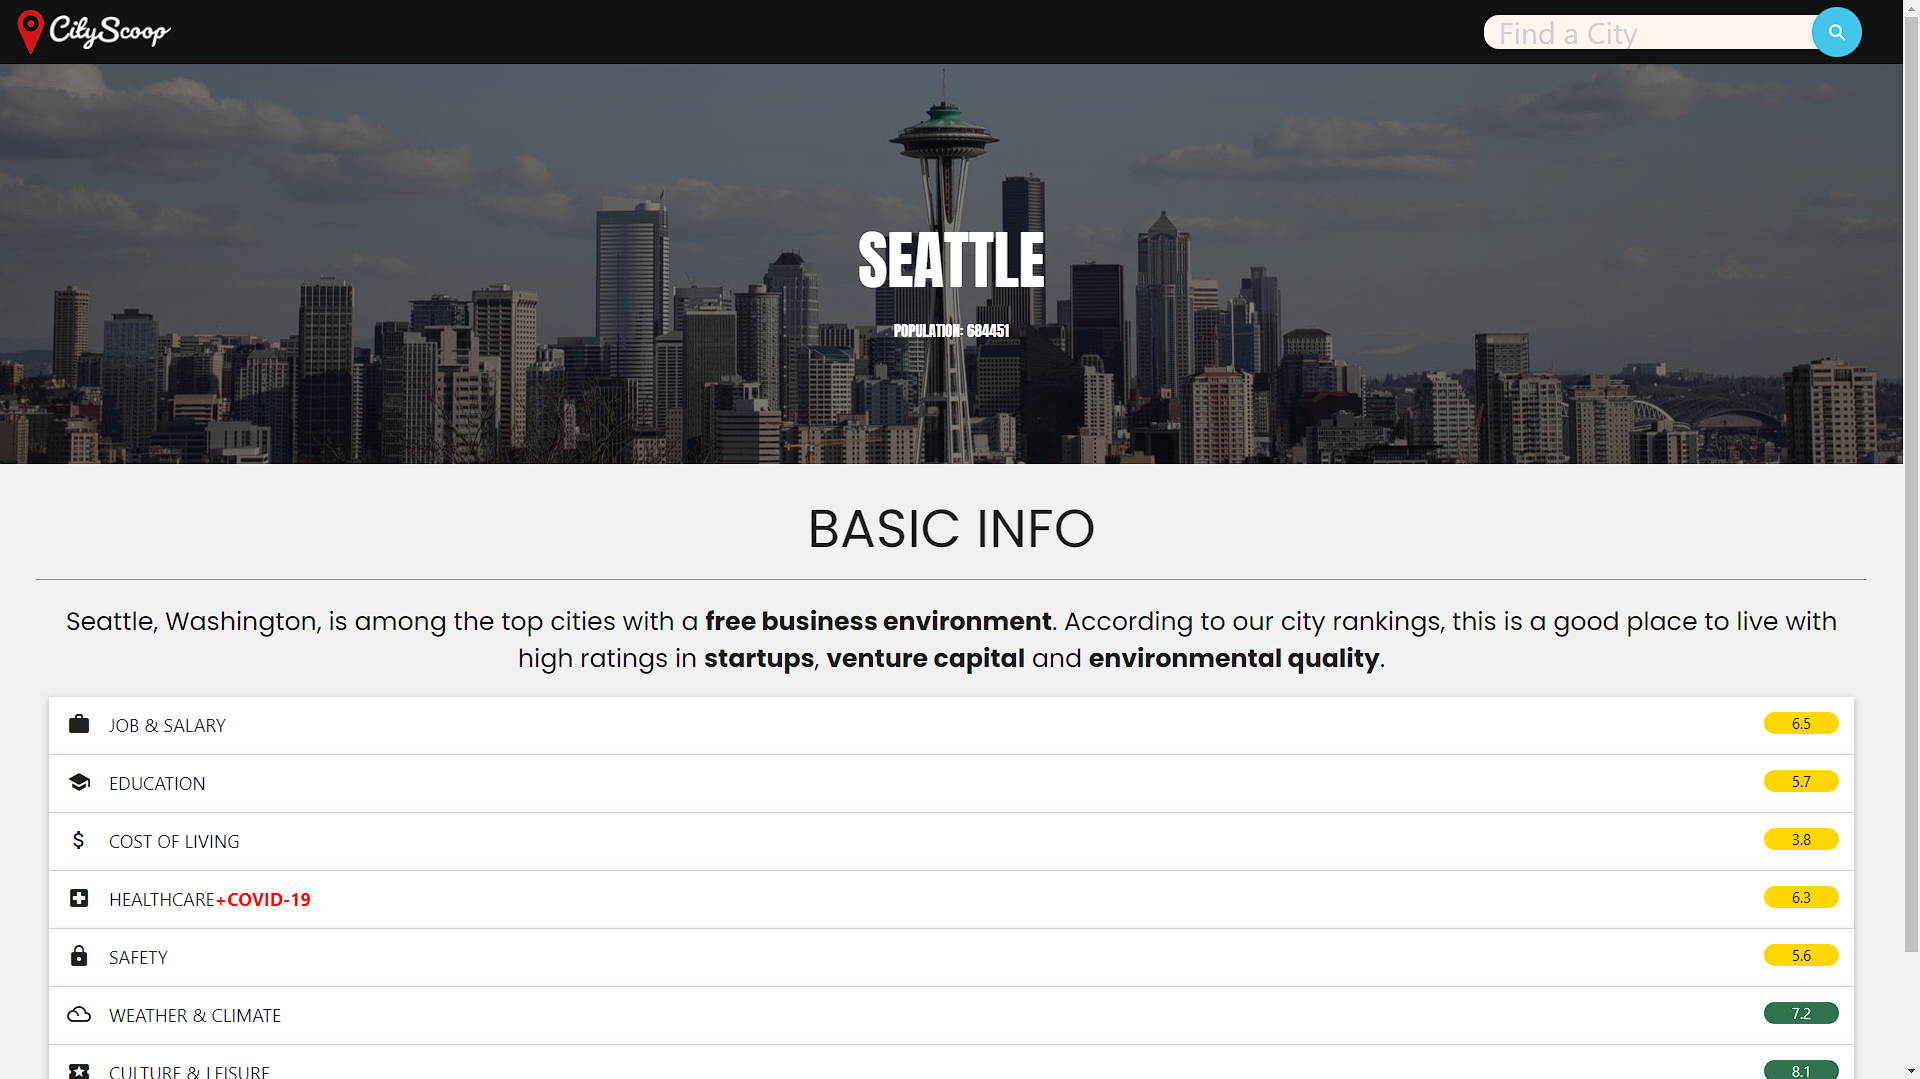 CityScoop
Find a City
SEATTLE
POPULATION: 684451
BASIC INFO
Seattle, Washington, is among the top cities with a free business environment. According to our city rankings, this is a good place to live with
high ratings in startups, venture capital and environmental quality.
JOB & SALARY 6.5
EDUCATION 5.7
COST OF LIVING 3.8
HEALTHCARE+COVID-19 6.3
SAFETY 5.6
WEATHER & CLIMATE 7.2
CULTURE & LEISURE 8.1